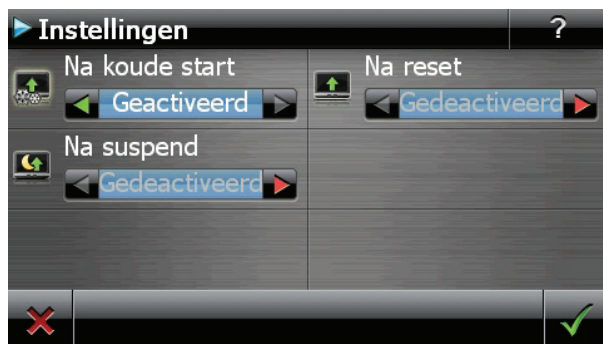 Instellingen
?
Na koude start
Geactiveerd
Na reset
Gedeactiveerd
Na suspend
Gedeactiveerd